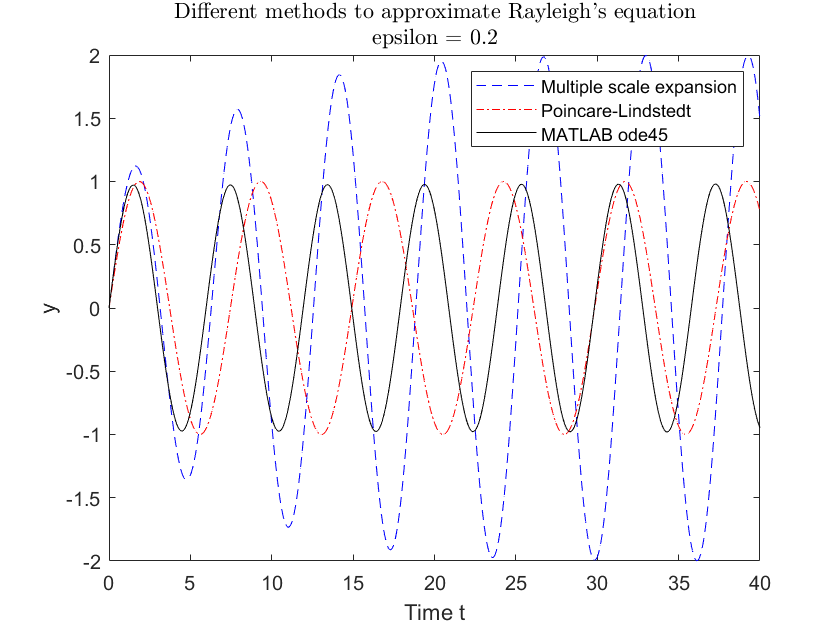 Different methods to approximate Rayleigh's equation
epsilon = 0.2
Multiple scale expansion
Poincare-Lindstedt
MATLAB ode45
2
1.5
1
0.5
0
-0.5
-1
-1.5
-2
y
0 5 10 15 20 25 30 35 40
Time t